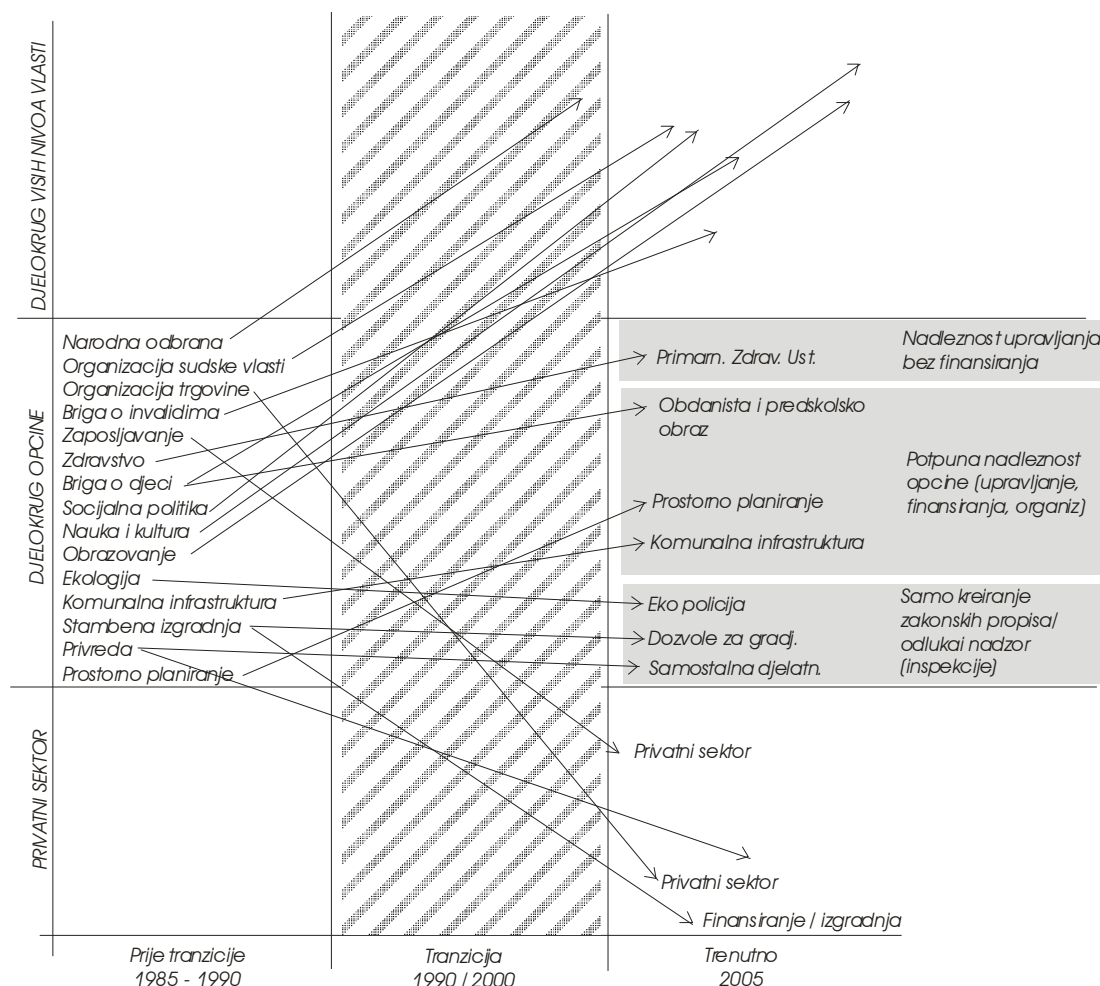 DJELOKRUG VISIH NIVOA VLASTI
DJELOKRUG OPCINE
PRIVATNI SEKTOR
Narodna odbrana
Organizacija sudske vlasti
Organizacija trgovine
Briga o invalidima
Zaposljavanje
Zdravstvo
Briga o djeci
Socijalna politika
Nauka i kultura
Obrazovanje
Ekologija
Komunalna infrastruktura
Stambena izgradnja
Privreda
Prostorno planiranje
Primarn. Zdrav. Ust.
Nadleznost upravljanja
bez finansiranja
Obdanista i predskolsko
obraz
Prostorno planiranje
Komunalna infrastruktura
Potpuna nadleznost
opcine (upravljanje,
finansiranja, organiz)
Eko policija
Dozvole za gradj.
Samostalna djelatn.
Samo kreiranje
zakonskih propisa/
odlukai nadzor
(inspekcije)
Privatni sektor
Privatni sektor
Finansiranje / izgradnja
Prije tranzicije
1985 - 1990
Tranzicija
1990 / 2000
Trenutno
2005